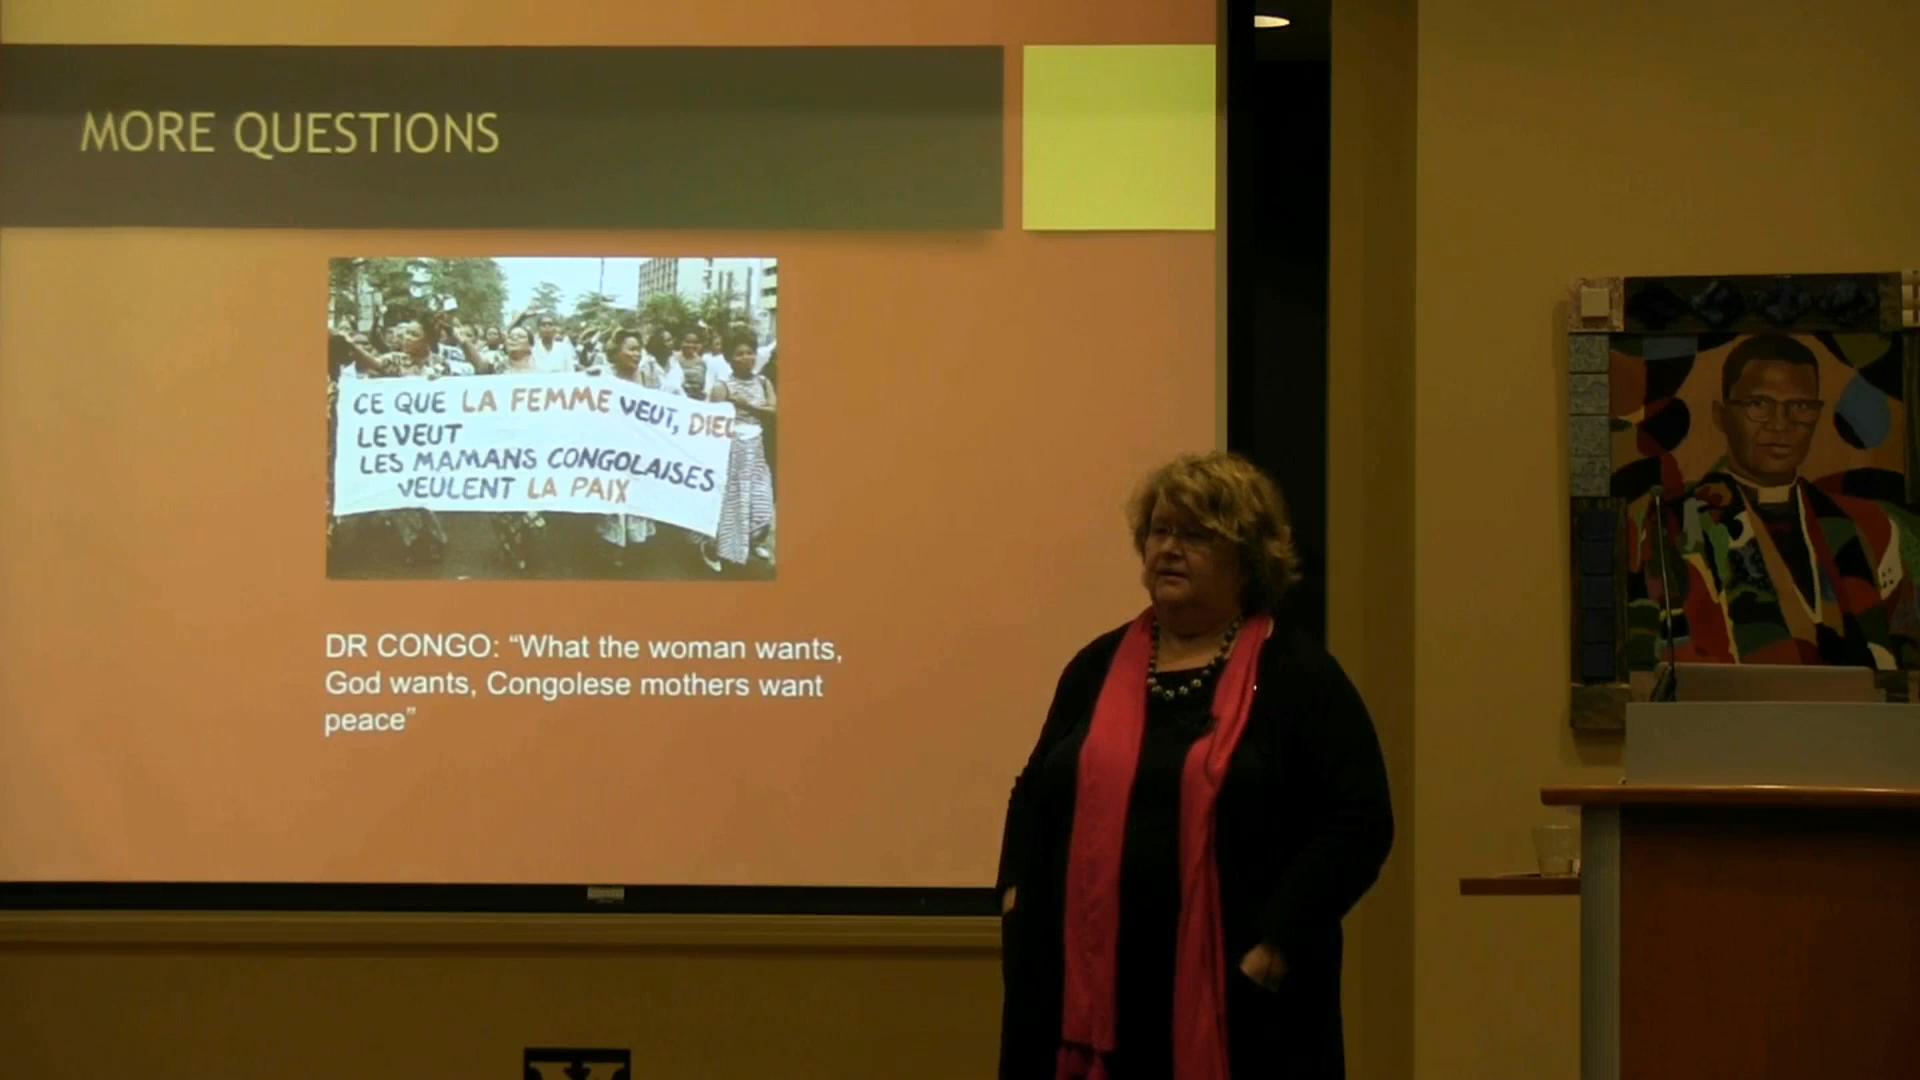 MORE QUESTIONS
CE QUE LA FEMME VEUT, DIEU
LE VEUT
LES MAMANS CONGOLAISES
VEULENT LA PAIX
DR CONGO: “What the woman wants,
God wants, Congolese mothers want
peace”